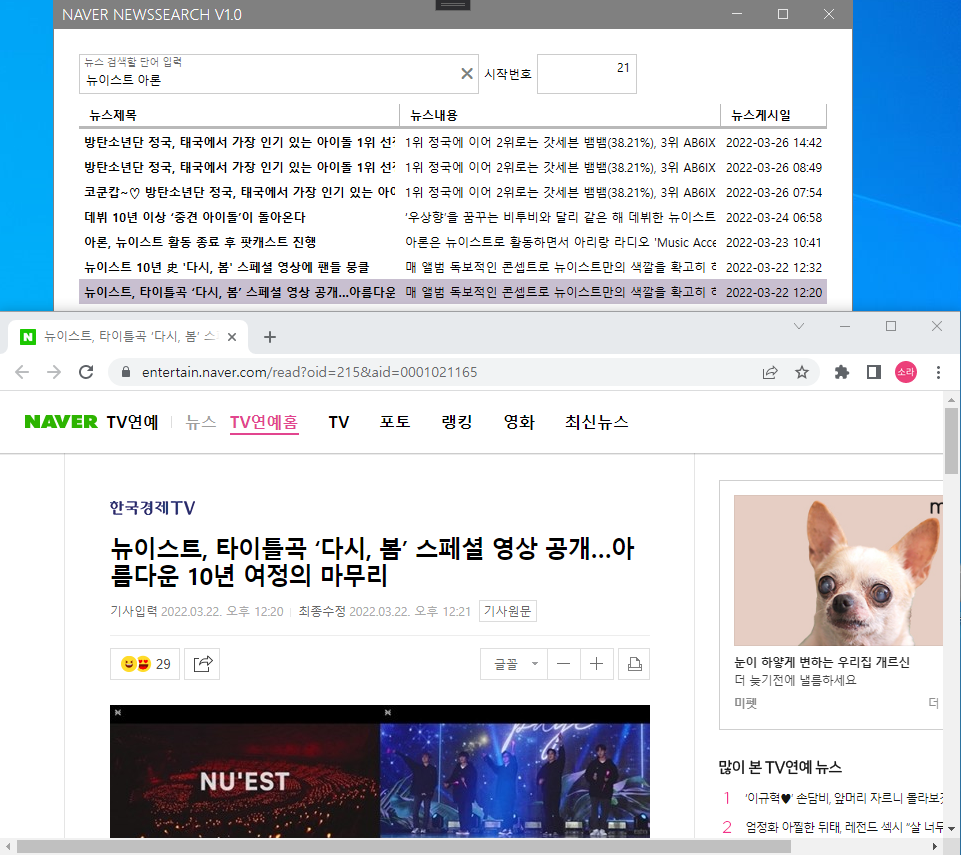 NAVER NEWSSEARCH V1.0
뉴스 검색할 단어 입력
뉴이스트 아론
시작번호 21
뉴스제목 뉴스내용 뉴스게시일
방탄소년단 정국, 태국에서 가장 인기 있는 아이돌 1위 선정 1위 정국에 이어 2위로는 갓세븐 뱀뱀(38.21%), 3위 AB6IX 2022-03-26 14:42
방탄소년단 정국, 태국에서 가장 인기 있는 아이돌 1위 선정 1위 정국에 이어 2위로는 갓세븐 뱀뱀(38.21%), 3위 AB6IX 2022-03-26 08:49
코쿤캅~♡ 방탄소년단 정국, 태국에서 가장 인기 있는 아이 1위 정국에 이어 2위로는 갓세븐 뱀뱀(38.21%), 3위 AB6IX 2022-03-26 07:54
데뷔 10년 이상 ‘중견 아이돌’이 돌아온다 ‘우상향’을 꿈꾸는 비투비와 달리 같은 해 데뷔한 뉴이스트 2022-03-24 06:58
아론, 뉴이스트 활동 종료 후 팟캐스트 진행 아론은 뉴이스트로 활동하면서 아리랑 라디오 'Music Acce 2022-03-23 10:41
뉴이스트 10년 史 '다시, 봄' 스페셜 영상에 팬들 뭉클 매 앨범 독보적인 콘셉트로 뉴이스트만의 색깔을 확고히 2022-03-22 12:32
뉴이스트, 타이틀곡 ‘다시, 봄’ 스페셜 영상 공개…아름다운 매 앨범 독보적인 콘셉트로 뉴이스트만의 색깔을 확고히 2022-03-22 12:20
뉴이스트, 타이틀곡 ‘다시, 봄’ 스
entertain.naver.com/read?oid=215&aid=0001021165
소라
NAVER TV연예 뉴스 TV연예홈 TV 포토 랭킹 영화 최신뉴스
한국경제TV
뉴이스트, 타이틀곡 ‘다시, 봄’ 스페셜 영상 공개…아
름다운 10년 여정의 마무리
기사입력 2022.03.22. 오후 12:20 최종수정 2022.03.22. 오후 12:21 기사원문
29 글꼴
NU'EST
눈이 하얗게 변하는 우리집 개르신
더 늦기전에 냘름하세요
미펫 더
많이 본 TV연예 뉴스
1 '이규혁♥' 손담비, 앞머리 자르니 몰라보
2 엄정화 아찔한 뒤태, 레전드 섹시 "살 너무